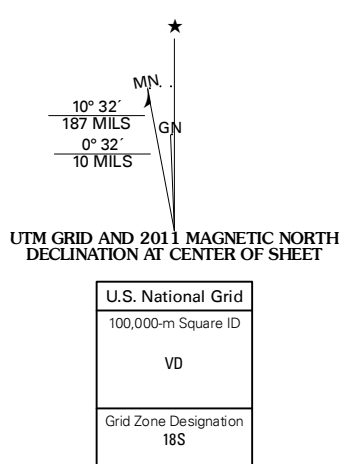 ★
MN
10° 32´
187 MILS
GN
0° 32´
10 MILS
UTM GRID AND 2011 MAGNETIC NORTH
DECLINATION AT CENTER OF SHEET
U.S. National Grid
100,000-m Square ID
VD
Grid Zone Designation
18S